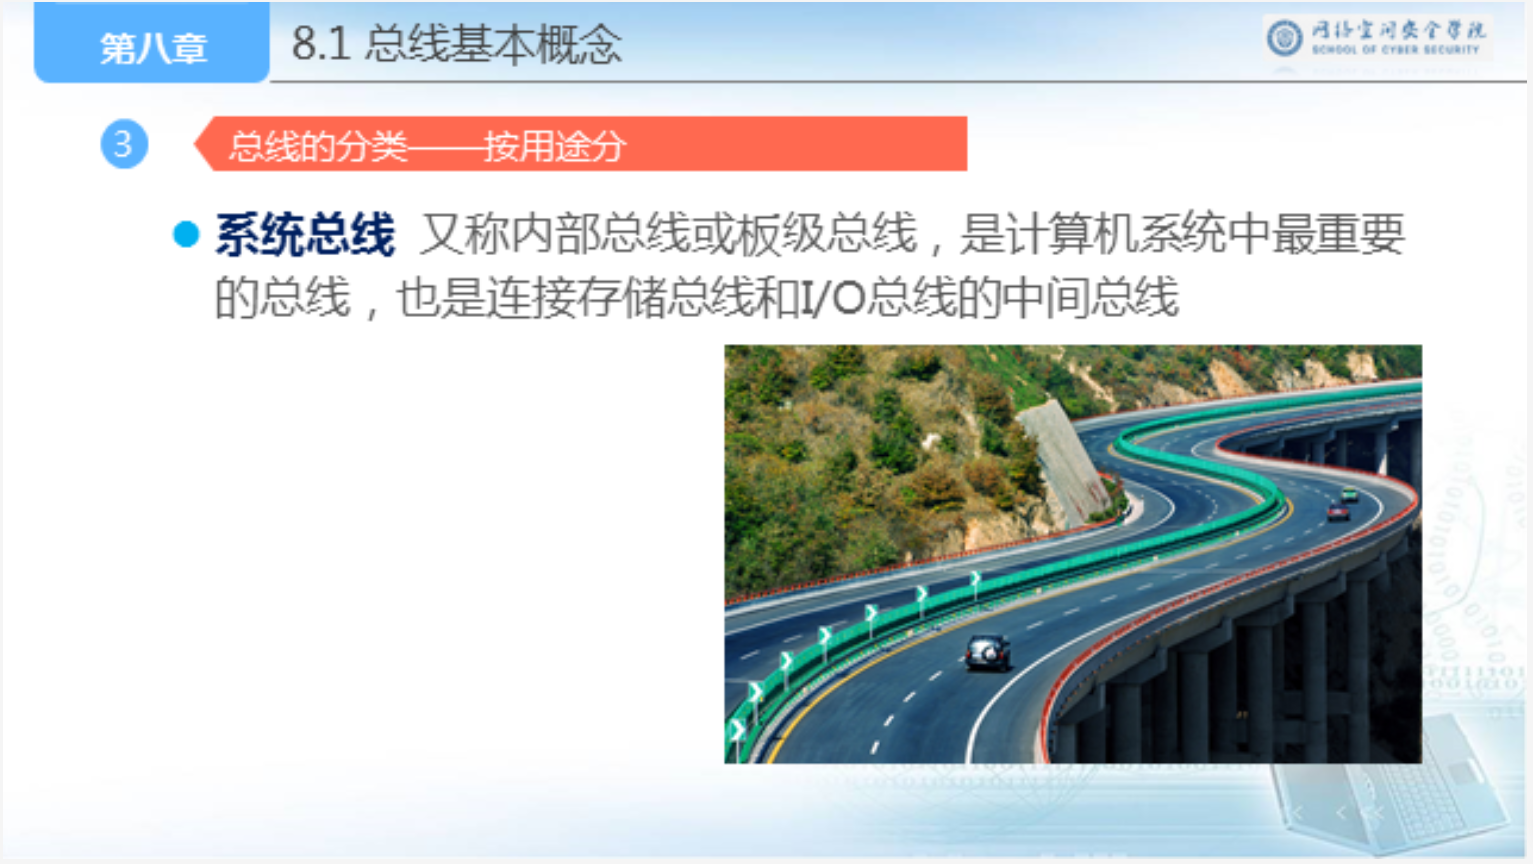 第八章
8.1 总线基本概念
网络空间安全学院
SCHOOL OF CYBER SECURITY
3
总线的分类——按用途分
系统总线 又称内部总线或板级总线，是计算机系统中最重要
的总线，也是连接存储总线和I/O总线的中间总线